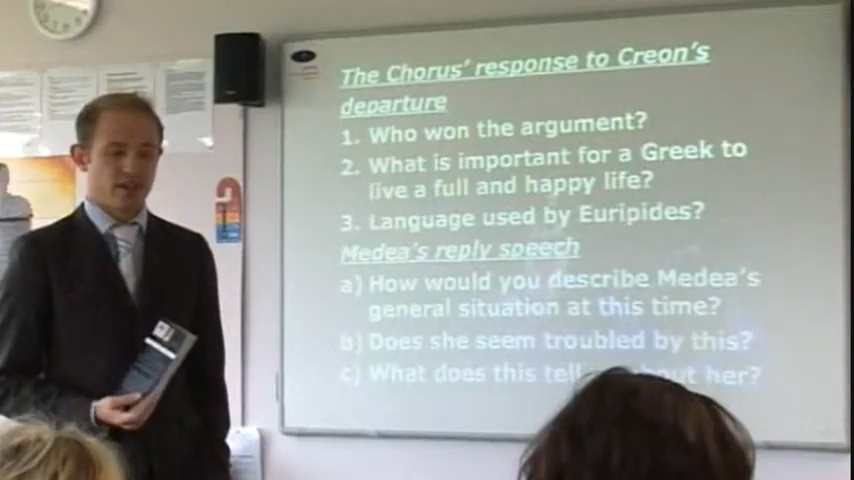 The Chorus' response to Creon's
departure
1. Who won the argument?
2. What is important for a Greek to
live a full and happy life?
3. Language used by Euripides?
Medea's reply speech
a) How would you describe Medea's
general situation at this time?
b) Does she seem troubled by this?
c) What does this tell about her?